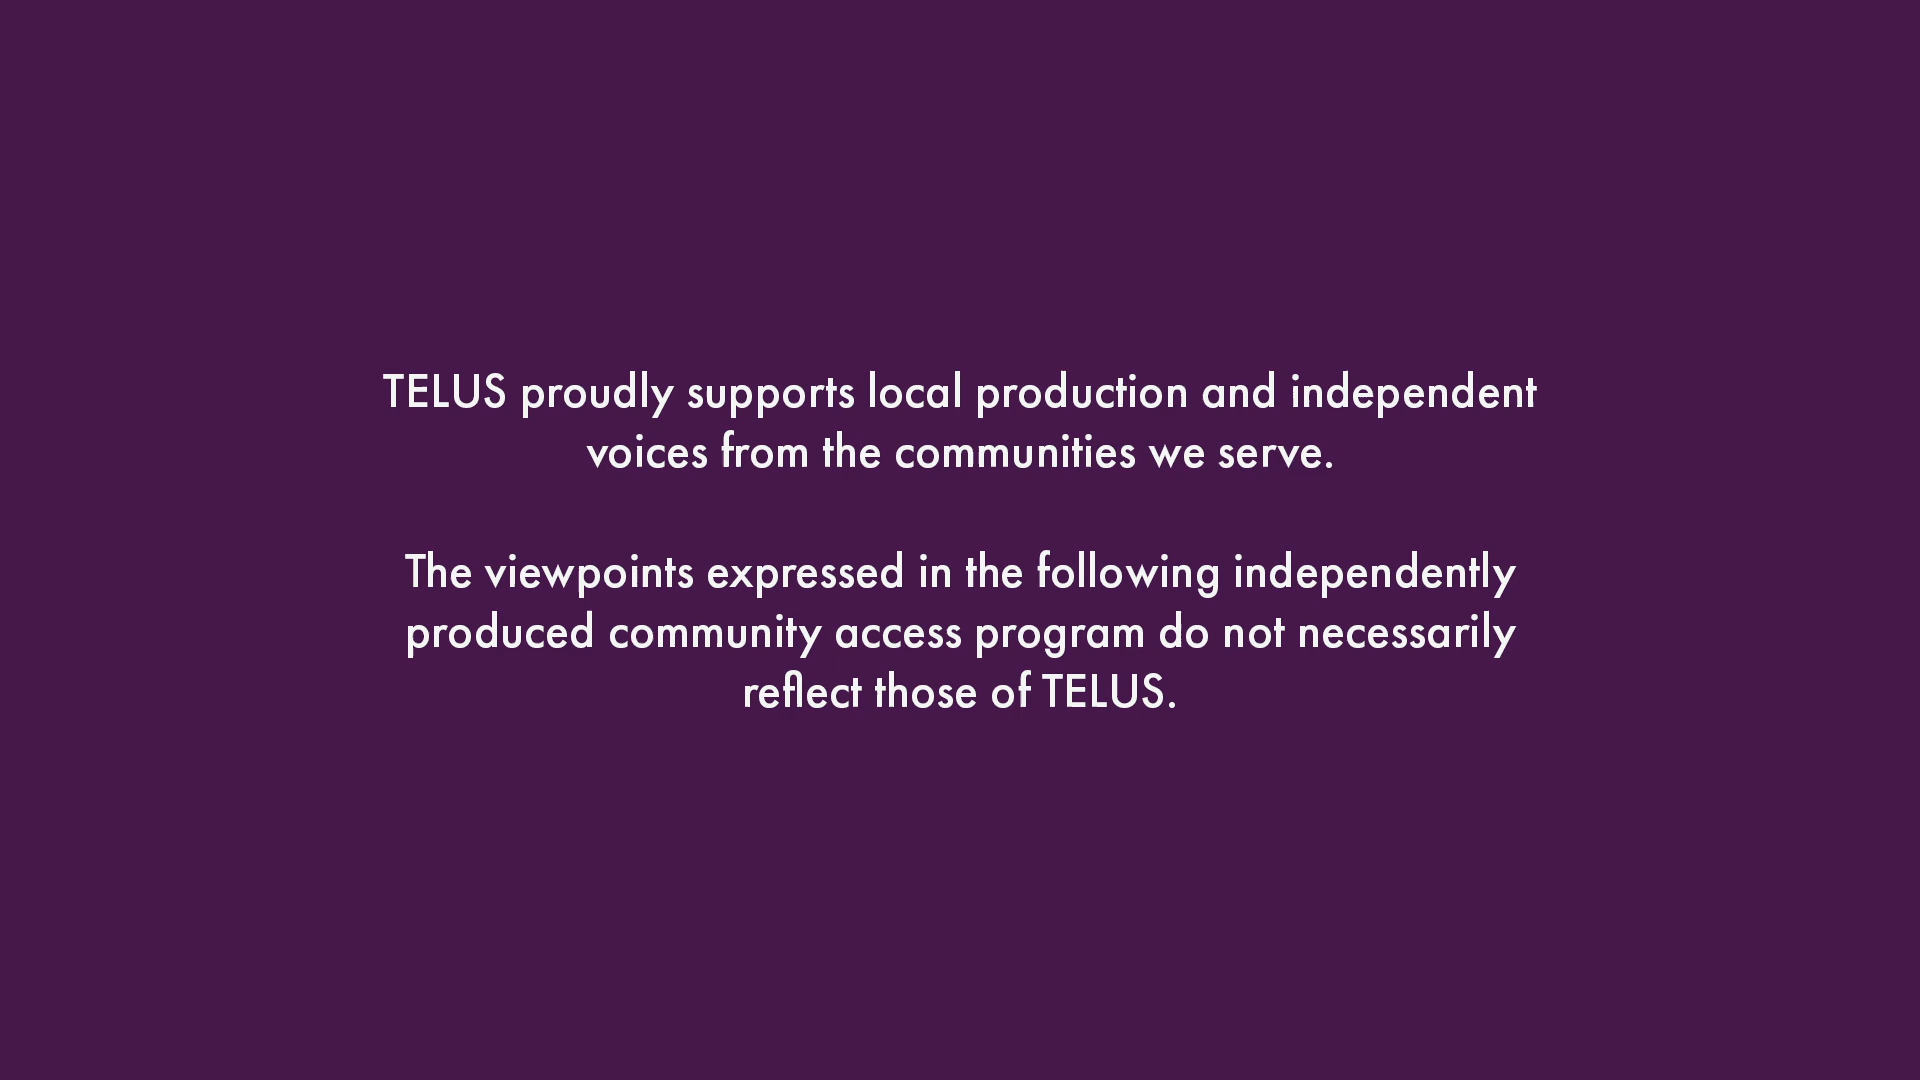 TELUS proudly supports local production and independent
voices from the communities we serve.
The viewpoints expressed in the following independently
produced community access program do not necessarily
reflect those of TELUS.